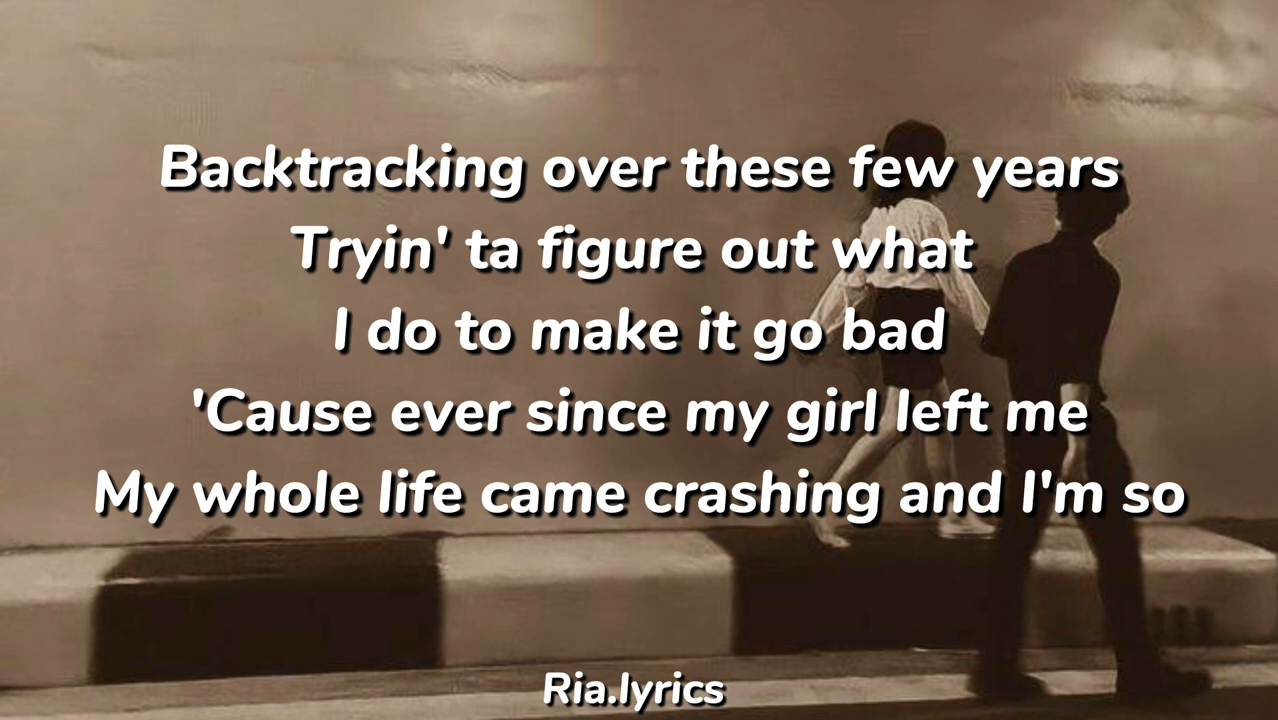 Backtracking over these few years
Tryin' ta figure out what
I do to make it go bad
'Cause ever since my girl left me
My whole life came crashing and I'm so
Ria.lyrics